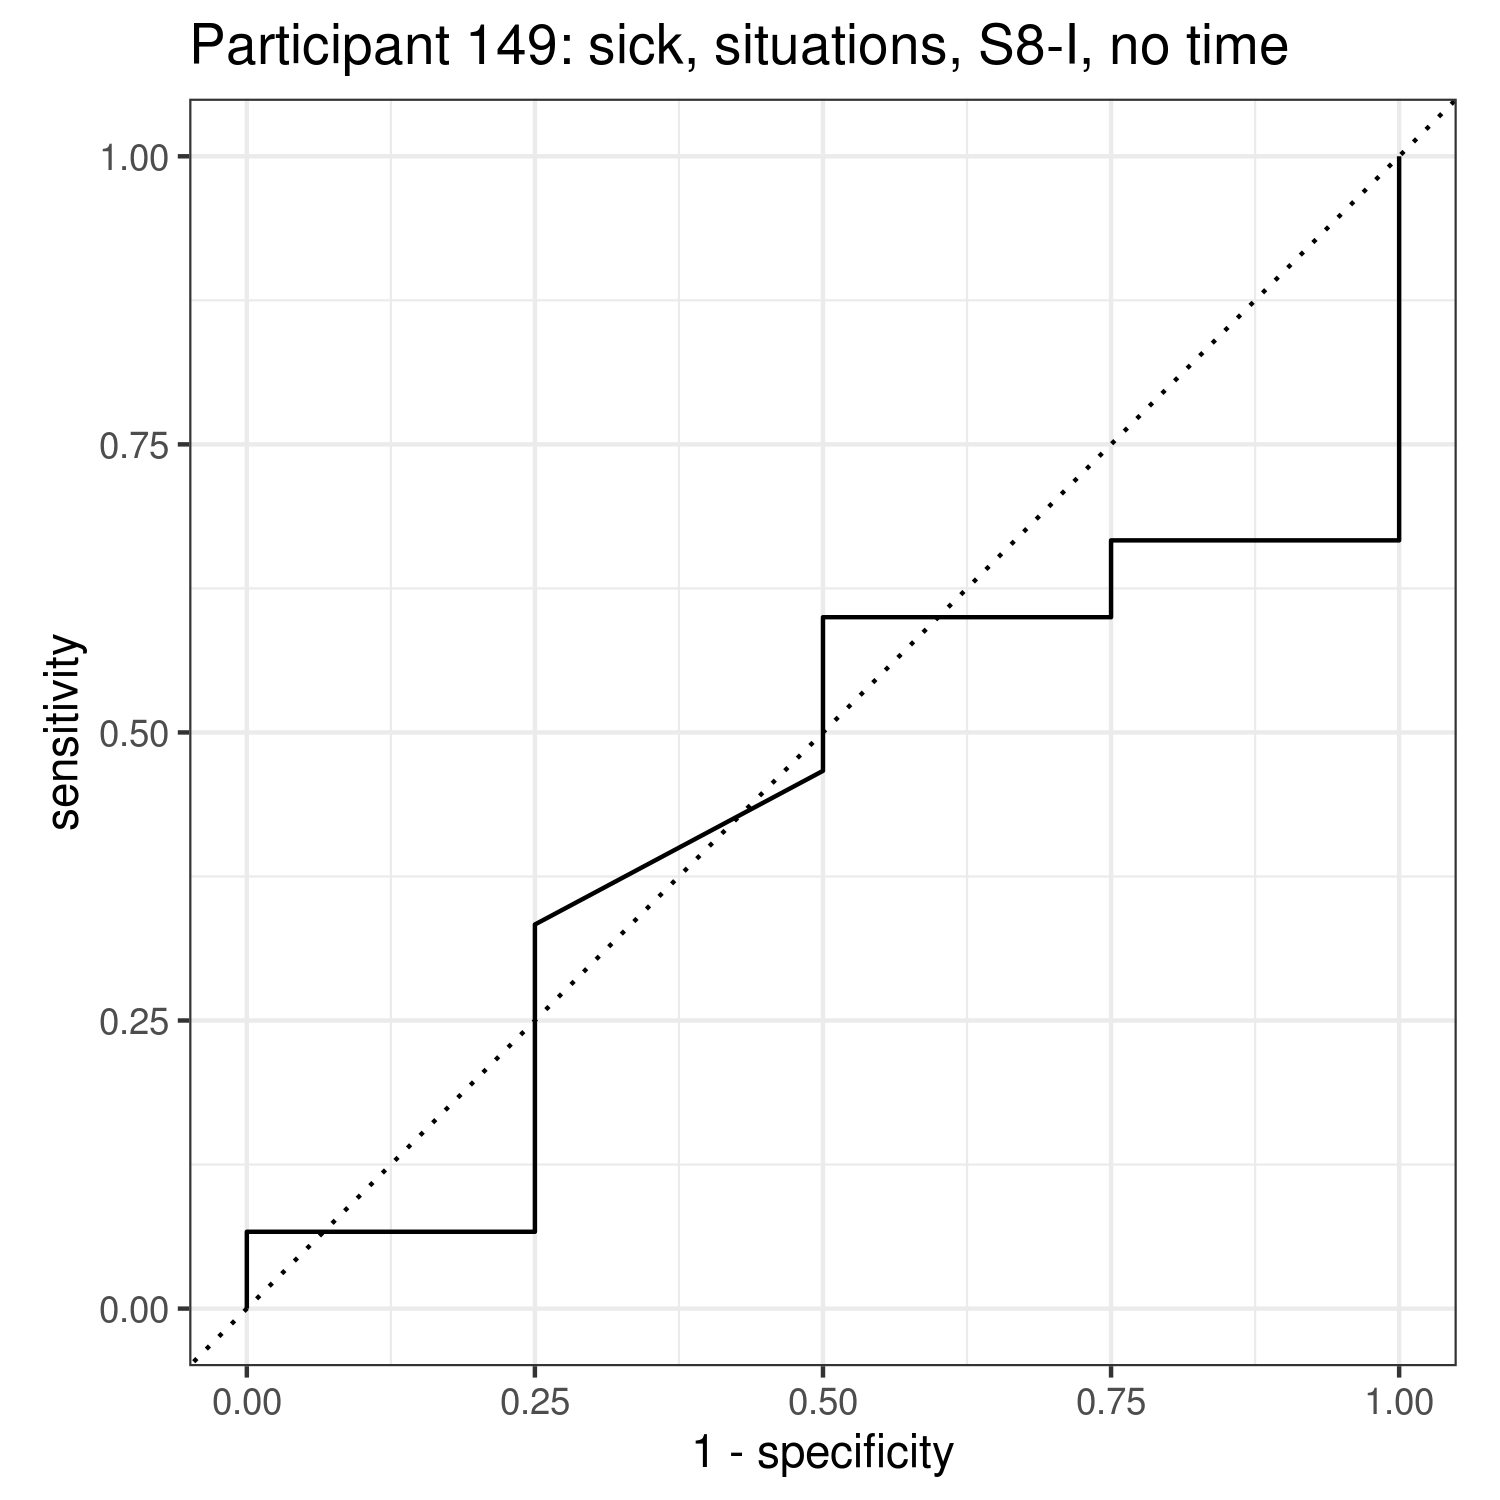 Participant 149: sick, situations, S8-I, no time
1.00
0.75
0.50
0.25
0.00
sensitivity
0.00 0.25 0.50 0.75 1.00
1 - specificity